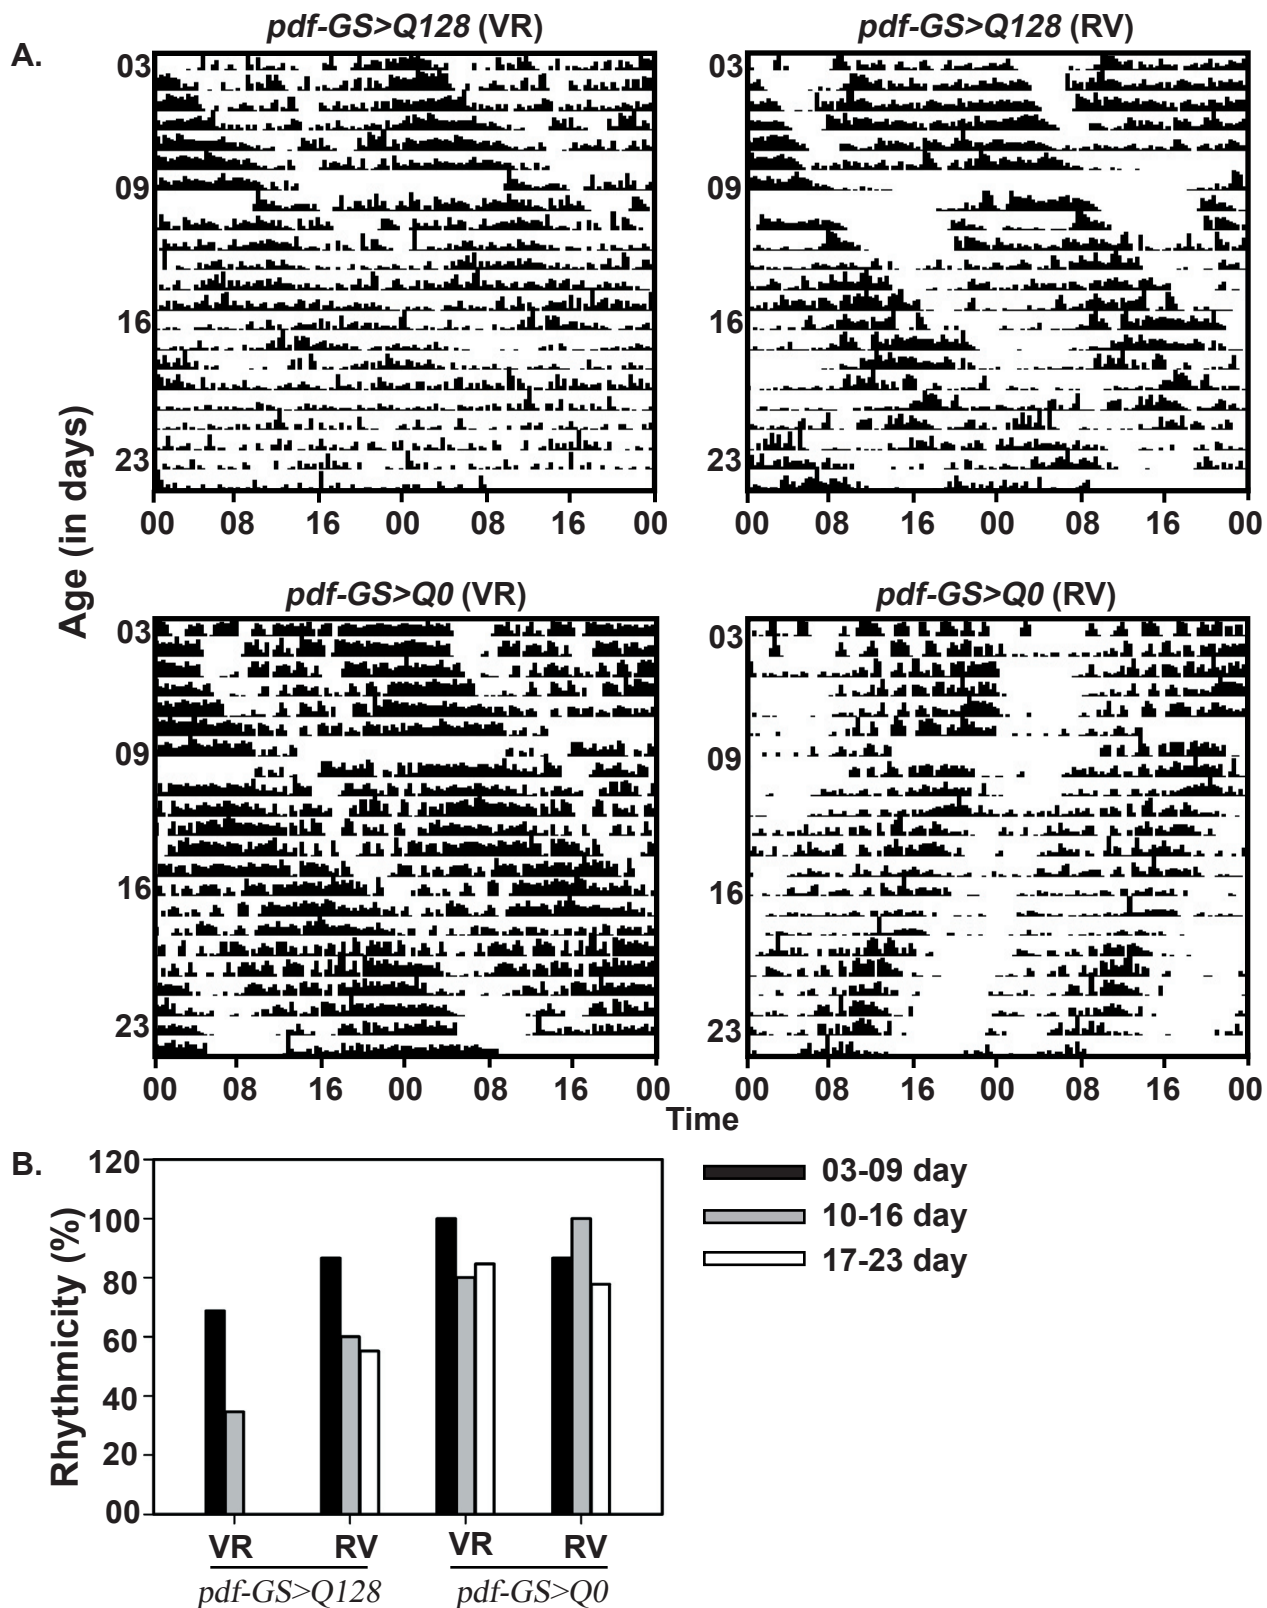 A.
pdf-GS>Q128 (VR)
pdf-GS>Q128 (RV)
03
09
16
23
00 08 16 00 08 16 00
03
09
16
23
00 08 16 00 08 16 00
Age (in days)
pdf-GS>Q0 (VR)
pdf-GS>Q0 (RV)
03
09
16
23
00 08 16 00 08 16 00
03
09
16
23
00 08 16 00 08 16 00
Time
B.
Rhythmicity (%)
120
100
80
60
40
20
00
VR RV VR RV
pdf-GS>Q128 pdf-GS>Q0
03-09 day
10-16 day
17-23 day